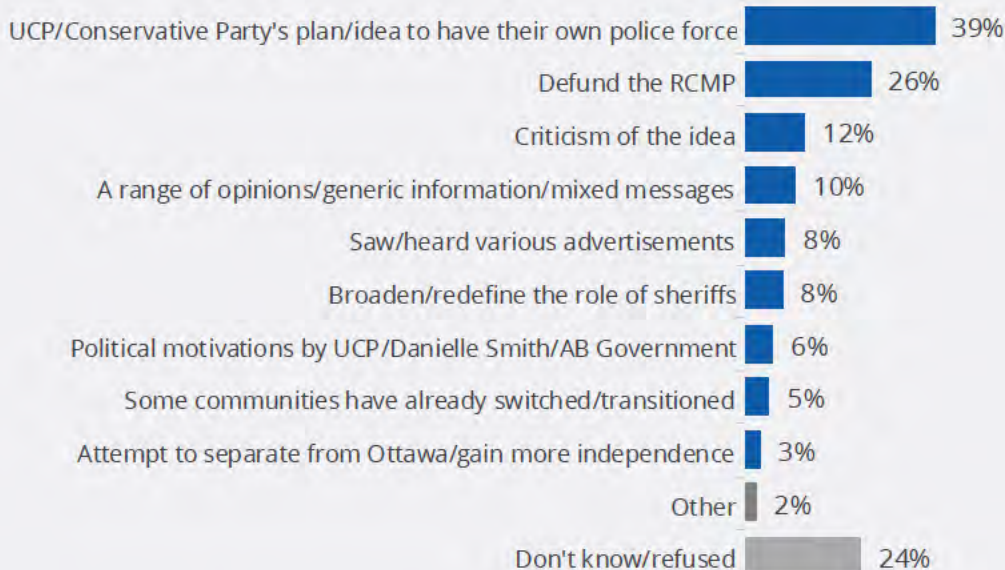 UCP/Conservative Party's plan/idea to have their own police force 39%
Defund the RCMP 26%
Criticism of the idea 12%
A range of opinions/generic information/mixed messages 10%
Saw/heard various advertisements 8%
Broaden/redefine the role of sheriffs 8%
Political motivations by UCP/Danielle Smith/AB Government 6%
Some communities have already switched/transitioned 5%
Attempt to separate from Ottawa/gain more independence 3%
Other 2%
Don't know/refused 24%